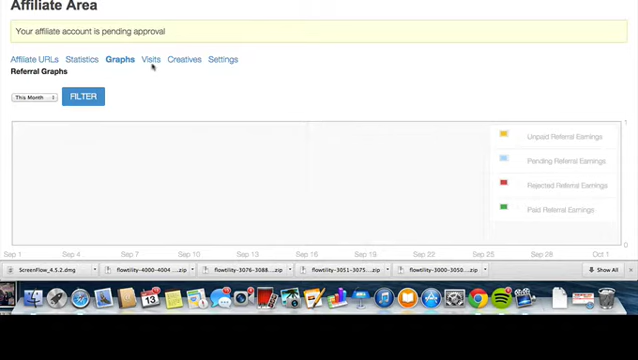 Affiliate Area
Your affiliate account is pending approval
Affiliate URLs Statistics Graphs Visits Creatives Settings
Referral Graphs
This Month FILTER
1
Unpaid Referral Earnings
Pending Referral Earnings
Rejected Referral Earnings
Paid Referral Earnings
0
Sep 1 Sep 4 Sep 7 Sep 10 Sep 13 Sep 16 Sep 19 Sep 22 Sep 25 Sep 28 Oct 1
ScreenFlow_4.5.2.dmg flowtility-4000-4004 ....zip flowtility-3076-3088....zip flowtility-3051-3075....zip flowtility-3000-3050....zip Show All
13